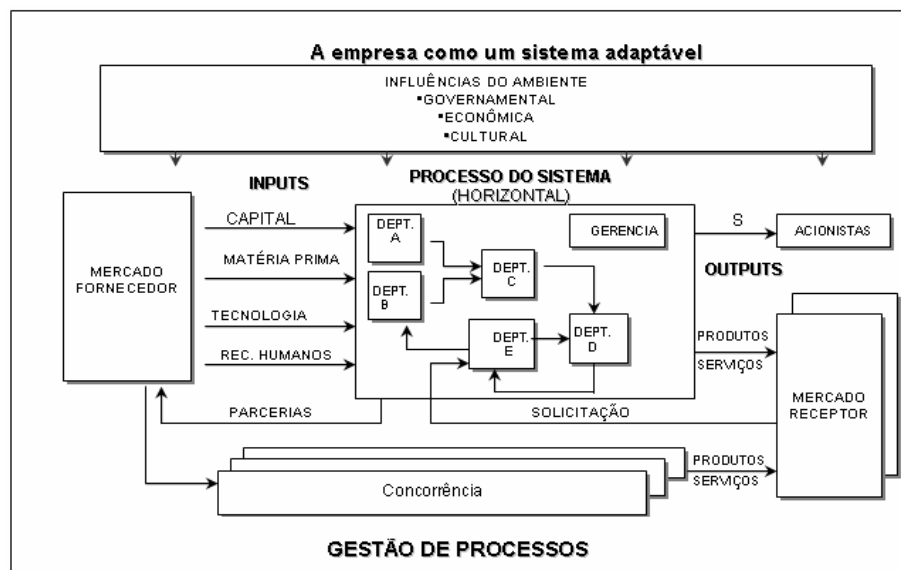 A empresa como um sistema adaptável
INFLUÊNCIAS DO AMBIENTE
▪GOVERNAMENTAL
▪ECONÔMICA
▪CULTURAL
INPUTS
PROCESSO DO SISTEMA
(HORIZONTAL)
MERCADO
FORNECEDOR
CAPITAL
MATÉRIA PRIMA
TECNOLOGIA
REC. HUMANOS
DEPT.
A
DEPT.
B
DEPT.
C
DEPT.
E
DEPT.
D
GERENCIA
S
ACIONISTAS
OUTPUTS
PRODUTOS
SERVIÇOS
MERCADO
RECEPTOR
PARCERIAS
SOLICITAÇÃO
Concorrência
PRODUTOS
SERVIÇOS
GESTÃO DE PROCESSOS